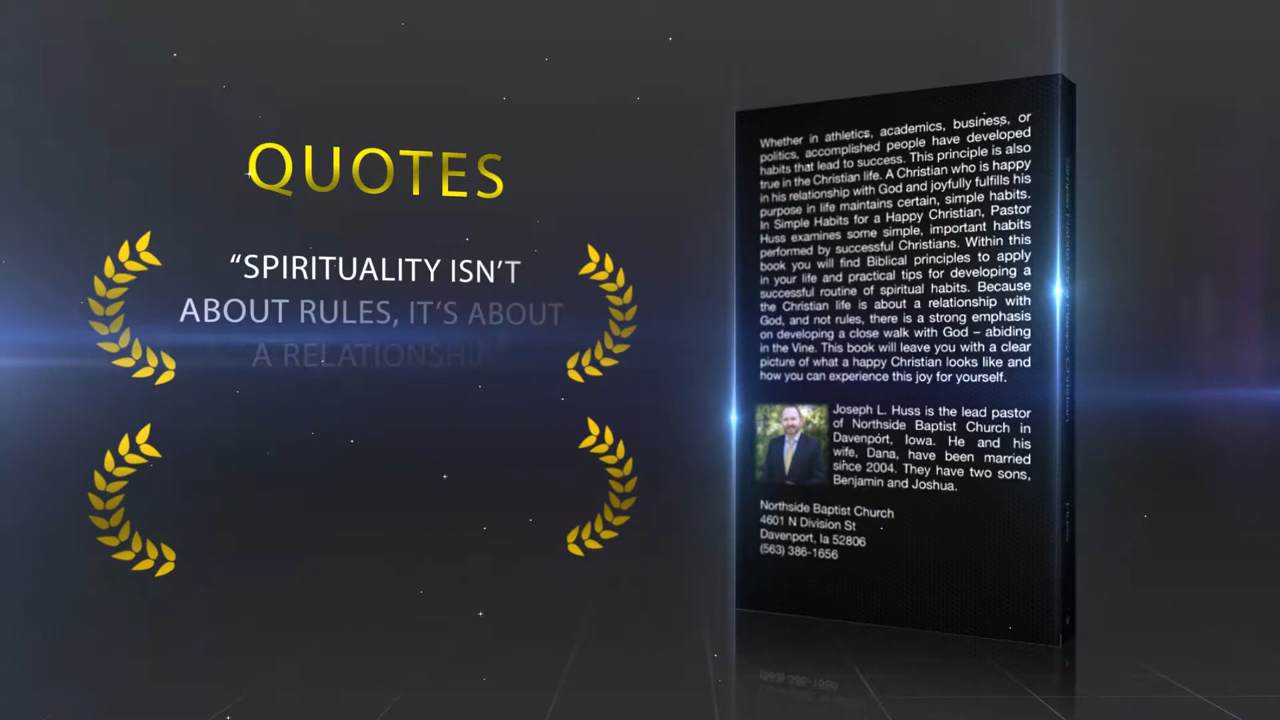 QUOTES
“SPIRITUALITY ISN’T
ABOUT RULES, IT’S ABOUT
A RELATIONSHI
Whether in athletics, academics, business, or
politics, accomplished people have developed
habits that lead to success. This principle is also
true in the Christian life. A Christian who is happy
in his relationship with God and joyfully fulfills his
purpose in life maintains certain, simple habits.
In Simple Habits for a Happy Christian, Pastor
Huss examines some simple, important habits
performed by successful Christians. Within this
book you will find Biblical principles to apply
in your life and practical tips for developing a
successful routine of spiritual habits. Because
the Christian life is about a relationship with
God, and not rules, there is a strong emphasis
on developing a close walk with God – abiding
in the Vine. This book will leave you with a clear
picture of what a happy Christian looks like and
how you can experience this joy for yourself.
Joseph L. Huss is the lead pastor
of Northside Baptist Church in
Davenport, Iowa. He and his
wife, Dana, have been married
since 2004. They have two sons,
Benjamin and Joshua.
Northside Baptist Church
4601 N Division St
Davenport, Ia 52806
(563) 386-1656
Simple Habits for a Happy Christian
Huss